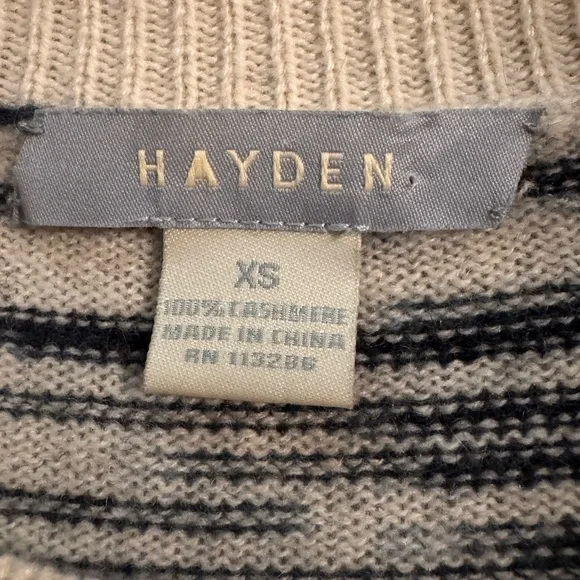 HAYDEN
XS
100% CASHMERE
MADE IN CHINA
RN 113286